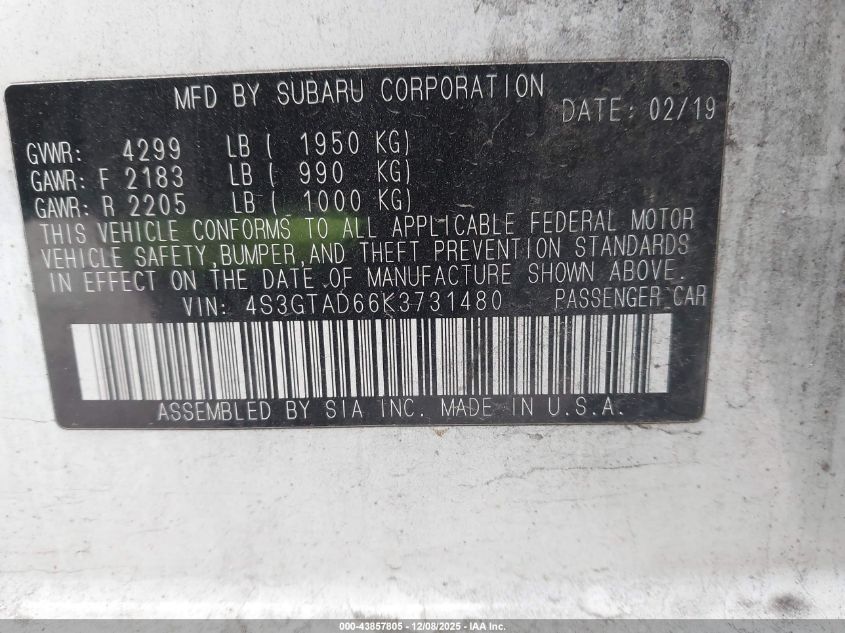 MFD BY SUBARU CORPORATION
DATE: 02/19
GVWR: 4299 LB ( 1950 KG)
GAWR: F 2183 LB ( 990 KG)
GAWR: R 2205 LB ( 1000 KG)
THIS VEHICLE CONFORMS TO ALL APPLICABLE FEDERAL MOTOR
VEHICLE SAFETY,BUMPER,AND THEFT PREVENTION STANDARDS
IN EFFECT ON THE DATE OF MANUFACTURE SHOWN ABOVE.
VIN: 4S3GTAD66K3731480 PASSENGER CAR
ASSEMBLED BY SIA INC. MADE IN U.S.A.
000-43857805 - 12/08/2025 - IAA Inc.